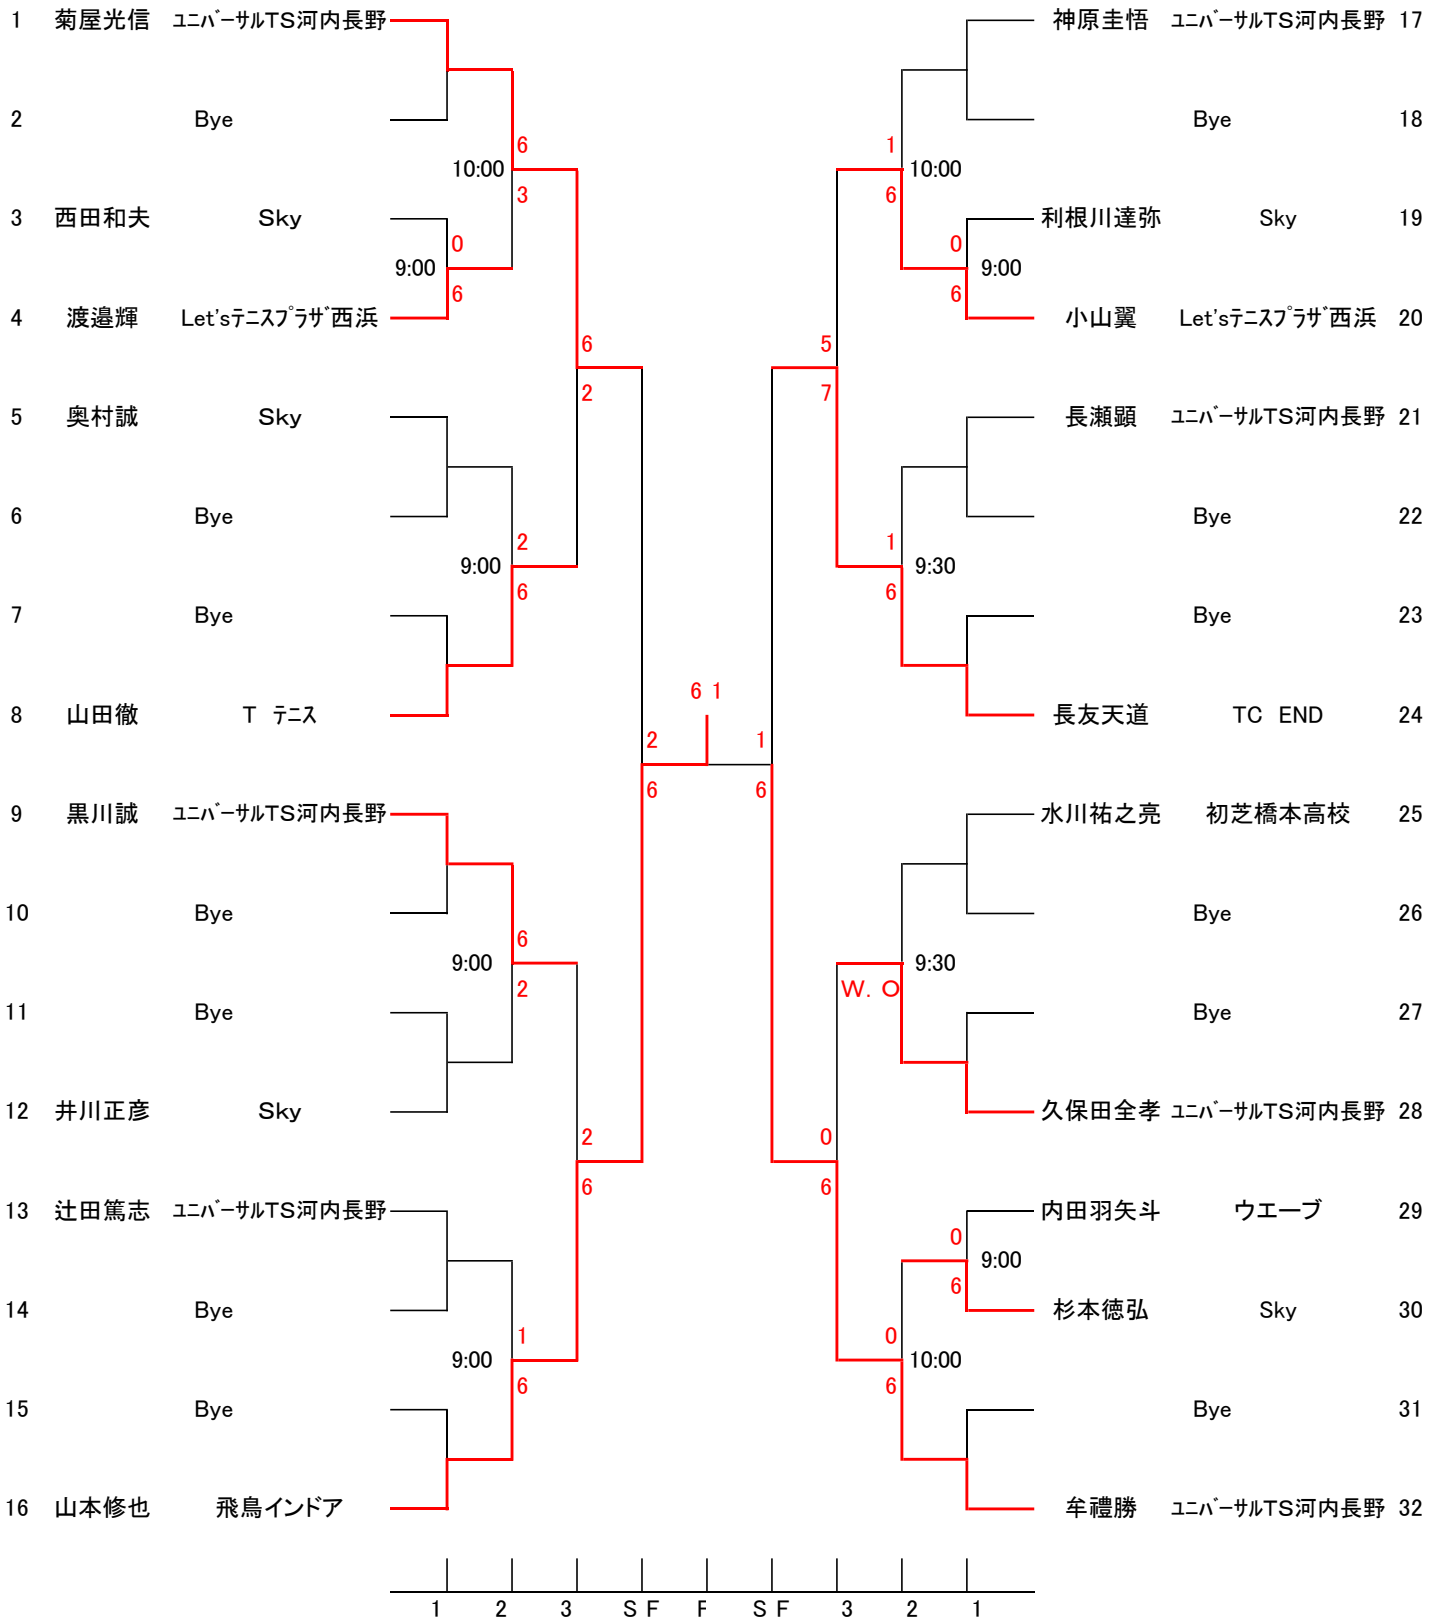 1 菊屋光信 ユニバーサルTS河内長野 神原圭悟 ユニバーサルTS河内長野 17
2 Bye Bye 18
6 1
10:00 10:00
3 6
3 西田和夫 Sky 利根川達弥 Sky 19
0 0
9:00 9:00
6 6
4 渡邉輝 Let'sテニスプラザ西浜 小山翼 Let'sテニスプラザ西浜 20
6 5
2 7
5 奥村誠 Sky 長瀬顕 ユニバーサルTS河内長野 21
6 Bye Bye 22
2 1
9:00 9:30
6 6
7 Bye Bye 23
6 1
8 山田徹 T テニス 長友天道 TC END 24
2 1
6 6
9 黒川誠 ユニバーサルTS河内長野 水川祐之亮 初芝橋本高校 25
10 Bye Bye 26
6
9:00 9:30
2 W. O
11 Bye Bye 27
12 井川正彦 Sky 久保田全孝 ユニバーサルTS河内長野 28
2 0
6 6
13 辻田篤志 ユニバーサルTS河内長野 内田羽矢斗 ウエーブ 29
0
9:00
6
14 Bye 杉本徳弘 Sky 30
1 0
9:00 10:00
6 6
15 Bye Bye 31
16 山本修也 飛鳥インドア 牟禮勝 ユニバーサルTS河内長野 32
1 2 3 S F F S F 3 2 1